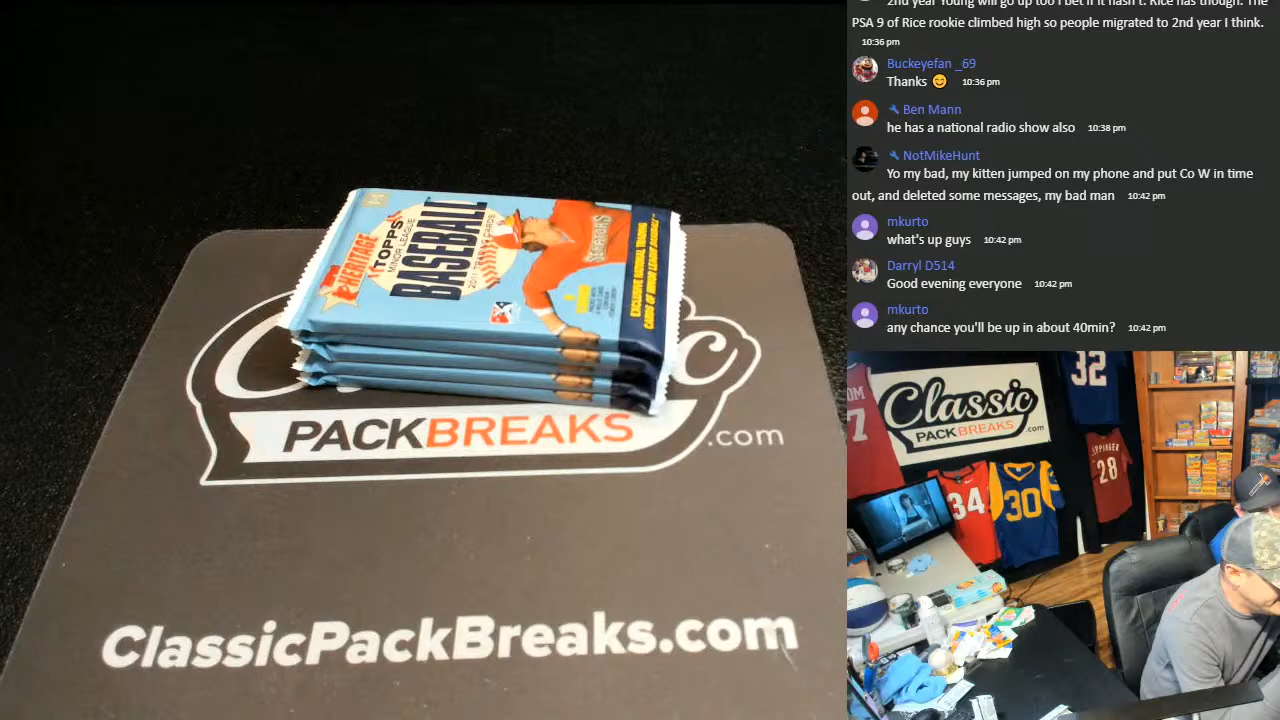 2nd year Young will go up too I bet if it hasn't. Rice has though. The
PSA 9 of Rice rookie climbed high so people migrated to 2nd year I think.
10:36 pm
Buckeyefan _69
Thanks 😊 10:36 pm
Ben Mann
he has a national radio show also 10:38 pm
NotMikeHunt
Yo my bad, my kitten jumped on my phone and put Co W in time
out, and deleted some messages, my bad man 10:42 pm
mkurto
what's up guys 10:42 pm
Darryl D514
Good evening everyone 10:42 pm
mkurto
any chance you'll be up in about 40min? 10:42 pm
HERITAGE
TOPPS
MINOR LEAGUE
BASEBALL
2011 TRADING CARDS
SENATORS
EXCLUSIVE NATIONAL TRADING
CARDS OF MINOR LEAGUE BASEBALL
PACKBREAKS.com
ClassicPackBreaks.com
Classic
PACKBREAKS.com
32
7
34
30
28